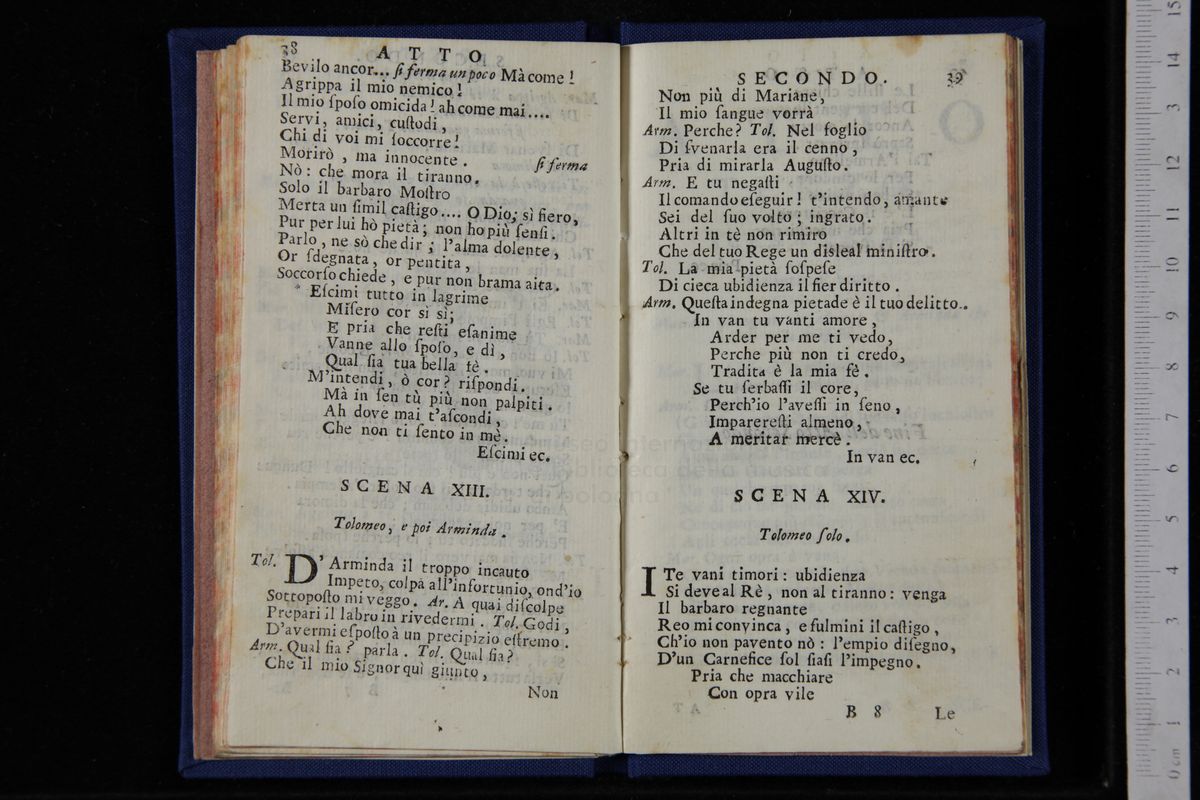 38 ATTO
Bevilo ancor... ſi ferma un poco Mà come!
Agrippa il mio nemico!
Il mio ſpoſo omicida! ah come mai....
Servi, amici, cuſtodi,
Chi di voi mi ſoccorre!
Morirò, ma innocente. ſi ferma
Nò: che mora il tiranno.
Solo il barbaro Moſtro
Merta un ſimil caſtigo.... O Dio; sì fiero,
Pur per lui hò pietà; non ho più ſenſi.
Parlo, ne sò che dir; l'alma dolente,
Or ſdegnata, or pentita,
Soccorſo chiede, e pur non brama aita.
Eſcimi tutto in lagrime
Miſero cor sì sì;
E pria che reſti eſanime
Vanne allo ſpoſo, e dì,
Qual ſia tua bella fè.
M'intendi, ò cor? riſpondi.
Mà in ſen tù più non palpiti.
Ah dove mai t'aſcondi,
Che non ti ſento in mè.
Eſcimi ec.
SCENA XIII.
Tolomeo, e poi Arminda.
Tol. D'Arminda il troppo incauto
Impeto, colpa all'infortunio, ond'io
Sottopoſto mi veggo. Ar. A quai diſcolpe
Prepari il labro in rivedermi. Tol. Godi,
D'avermi eſpoſto à un precipizio eſtremo.
Arm. Qual ſia? parla. Tol. Qual ſia?
Che il mio Signor quì giunto,
Non
SECONDO. 39
Non più di Mariane,
Il mio ſangue vorrà
Arm. Perche? Tol. Nel foglio
Di ſvenarla era il cenno,
Pria di mirarla Auguſto.
Arm. E tu negaſti
Il comando eſeguir! t'intendo, amante
Sei del ſuo volto; ingrato.
Altri in tè non rimiro
Che del tuo Rege un disleal miniſtro.
Tol. La mia pietà ſoſpeſe
Di cieca ubidienza il fier diritto.
Arm. Queſta indegna pietade è il tuo delitto.
In van tu vanti amore,
Arder per me ti vedo,
Perche più non ti credo,
Tradita è la mia fè.
Se tu ſerbaſſi il core,
Perch'io l'aveſſi in ſeno,
Imparereſti almeno,
A meritar mercè.
In van ec.
SCENA XIV.
Tolomeo ſolo.
ITe vani timori: ubidienza
Si deve al Rè, non al tiranno: venga
Il barbaro regnante
Reo mi convinca, e fulmini il caſtigo,
Ch'io non pavento nò: l'empio diſegno,
D'un Carnefice ſol ſiaſi l'impegno.
Pria che macchiare
Con opra vile
B 8 Le